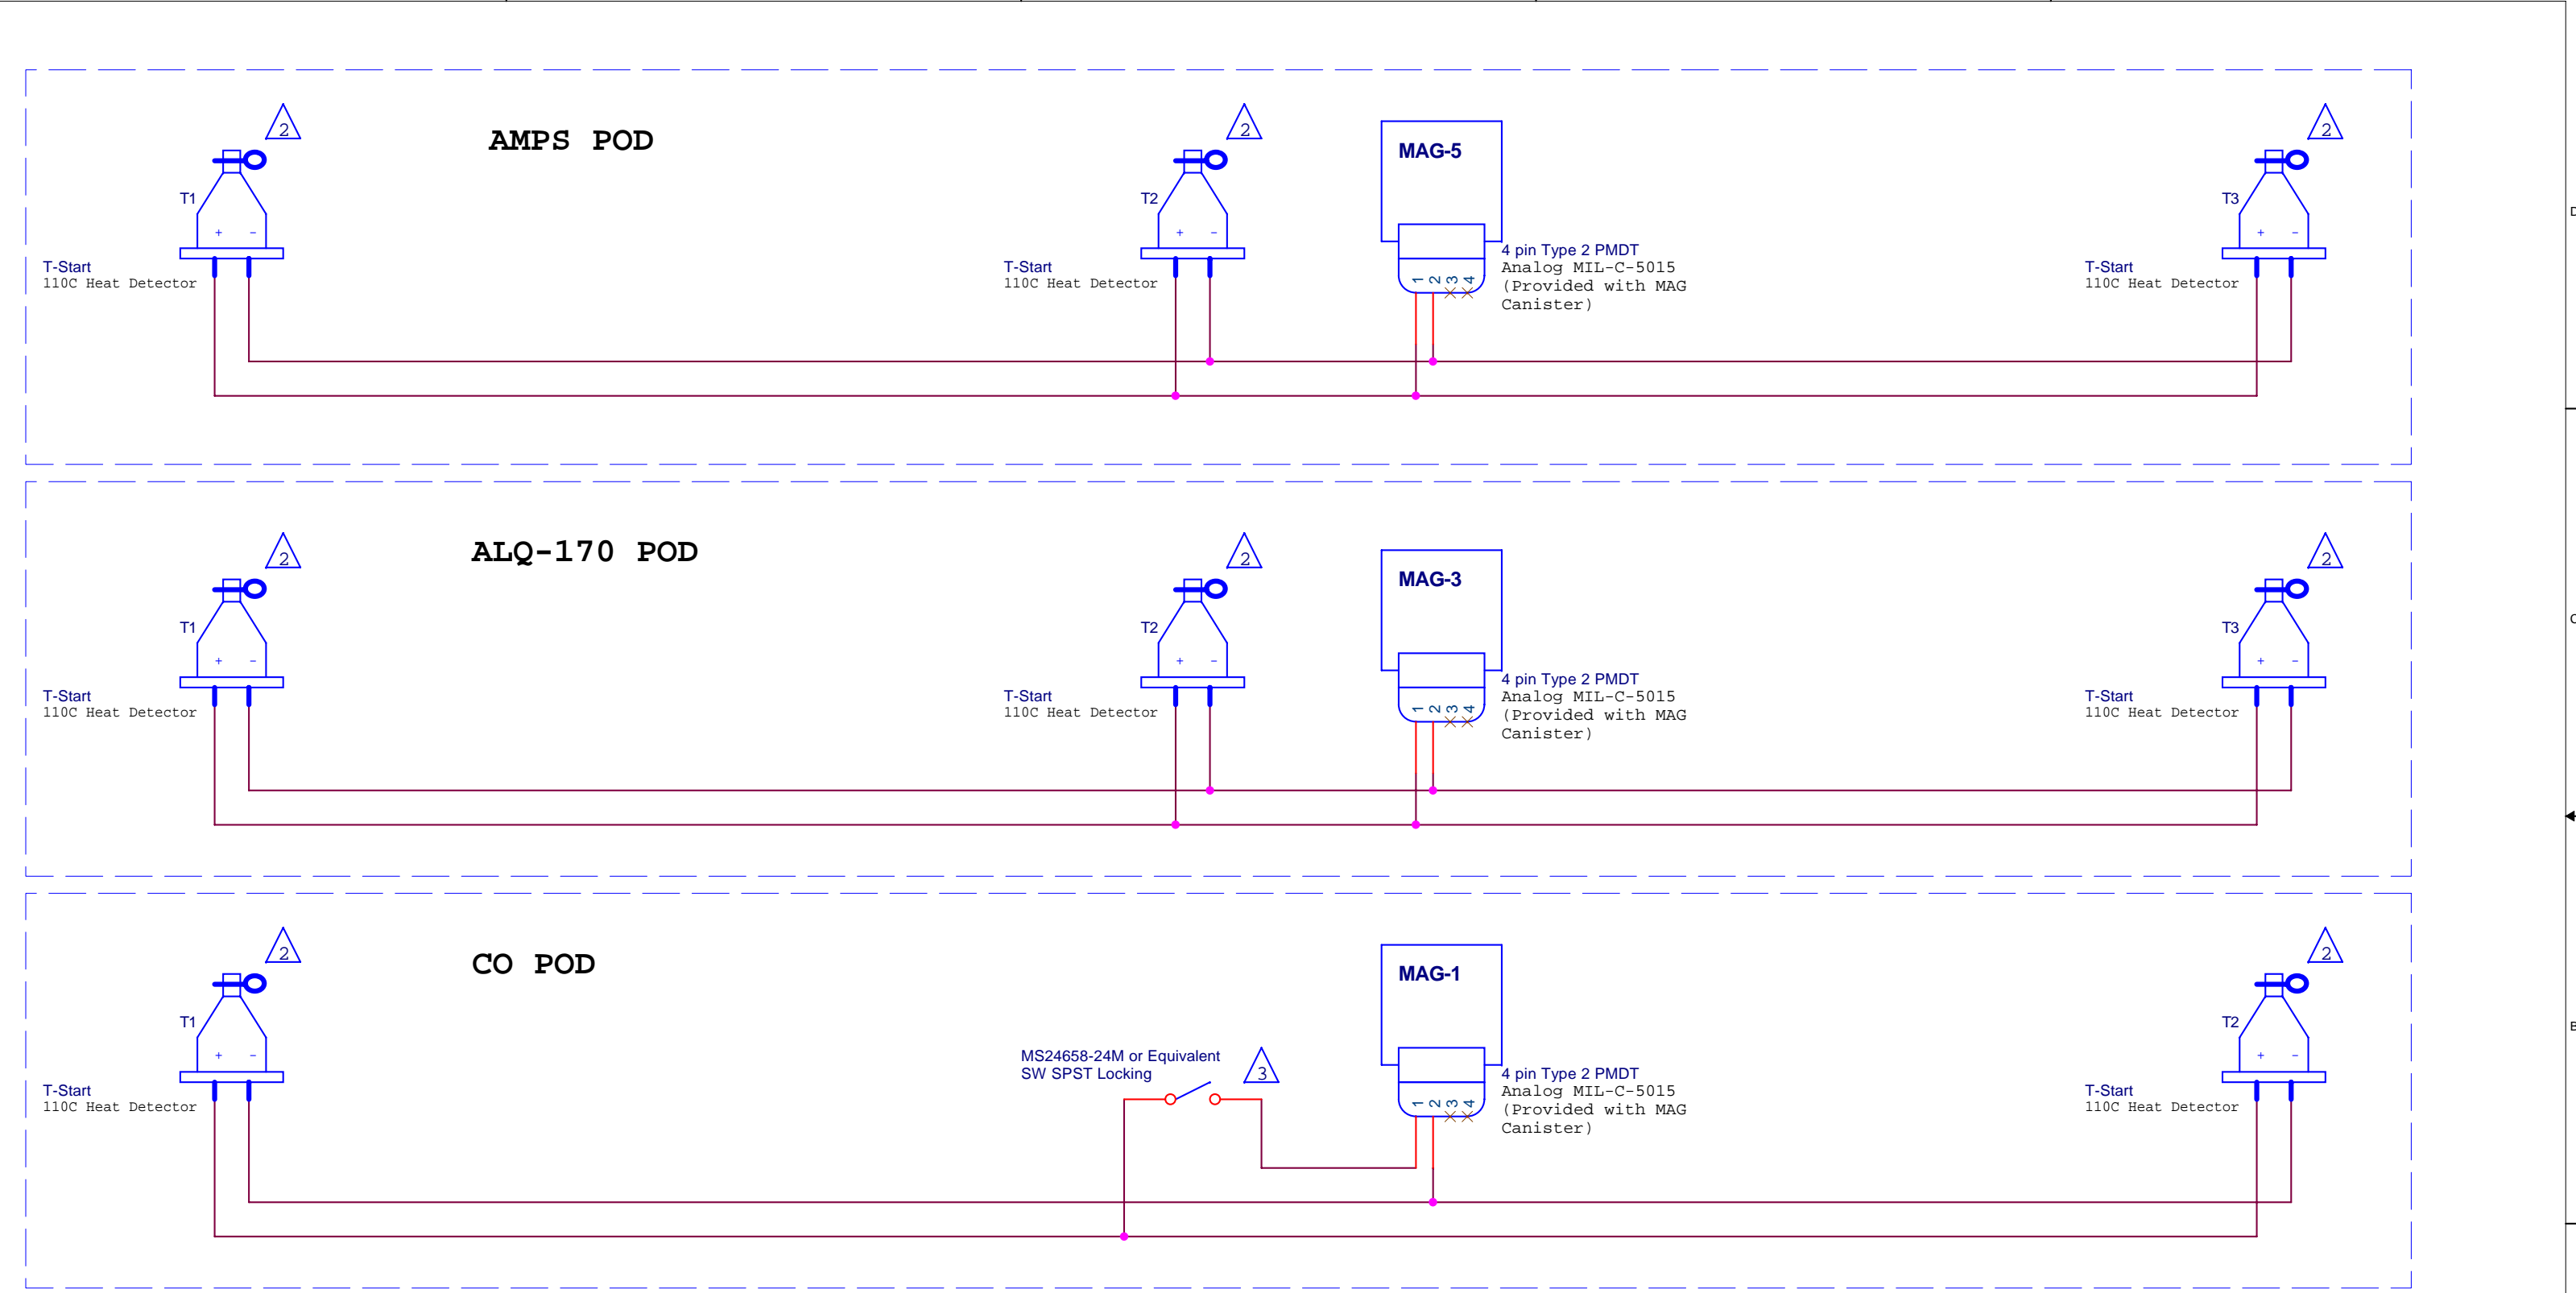 AMPS POD
2
T1
+ -
T-Start
110C Heat Detector
2
T2
+ -
T-Start
110C Heat Detector
MAG-5
1 2 3 4
4 pin Type 2 PMDT
Analog MIL-C-5015
(Provided with MAG
Canister)
2
T3
+ -
T-Start
110C Heat Detector
D
ALQ-170 POD
2
T1
+ -
T-Start
110C Heat Detector
2
T2
+ -
T-Start
110C Heat Detector
MAG-3
1 2 3 4
4 pin Type 2 PMDT
Analog MIL-C-5015
(Provided with MAG
Canister)
2
T3
+ -
T-Start
110C Heat Detector
C
CO POD
2
T1
+ -
T-Start
110C Heat Detector
MS24658-24M or Equivalent
SW SPST Locking
3
MAG-1
1 2 3 4
4 pin Type 2 PMDT
Analog MIL-C-5015
(Provided with MAG
Canister)
2
T2
+ -
T-Start
110C Heat Detector
B